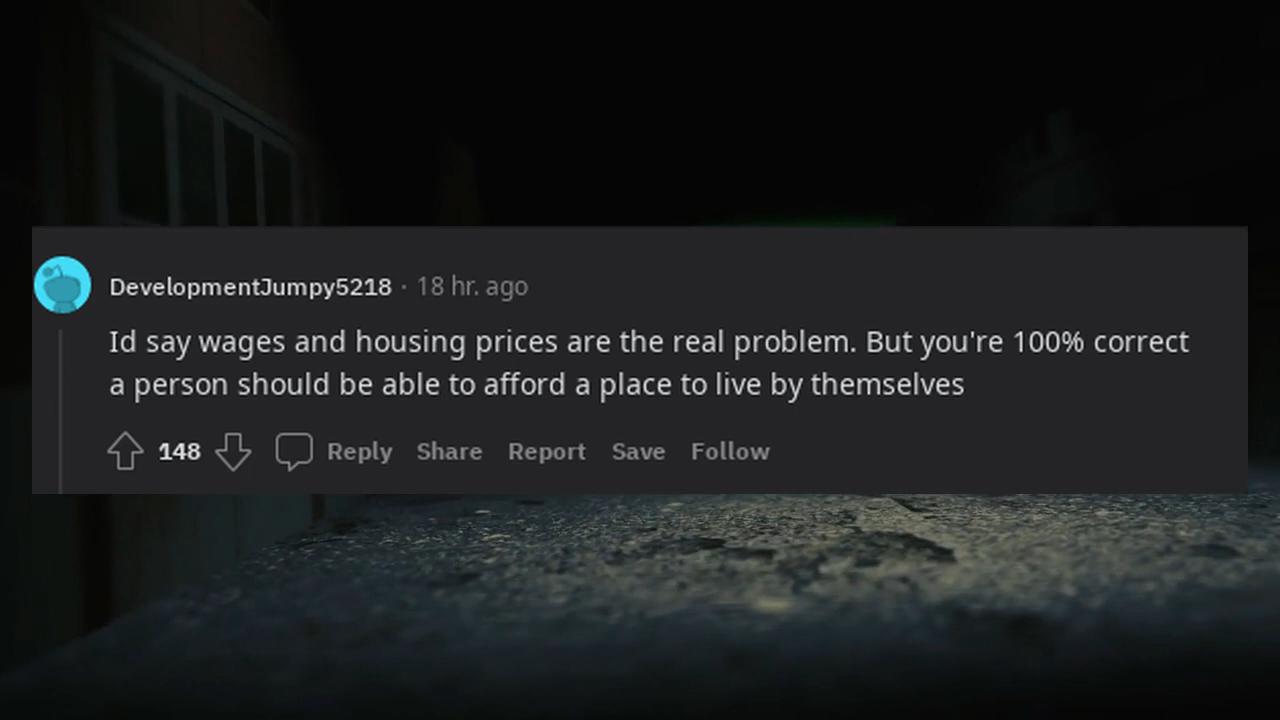 DevelopmentJumpy5218 · 18 hr. ago
Id say wages and housing prices are the real problem. But you're 100% correct
a person should be able to afford a place to live by themselves
148 Reply Share Report Save Follow